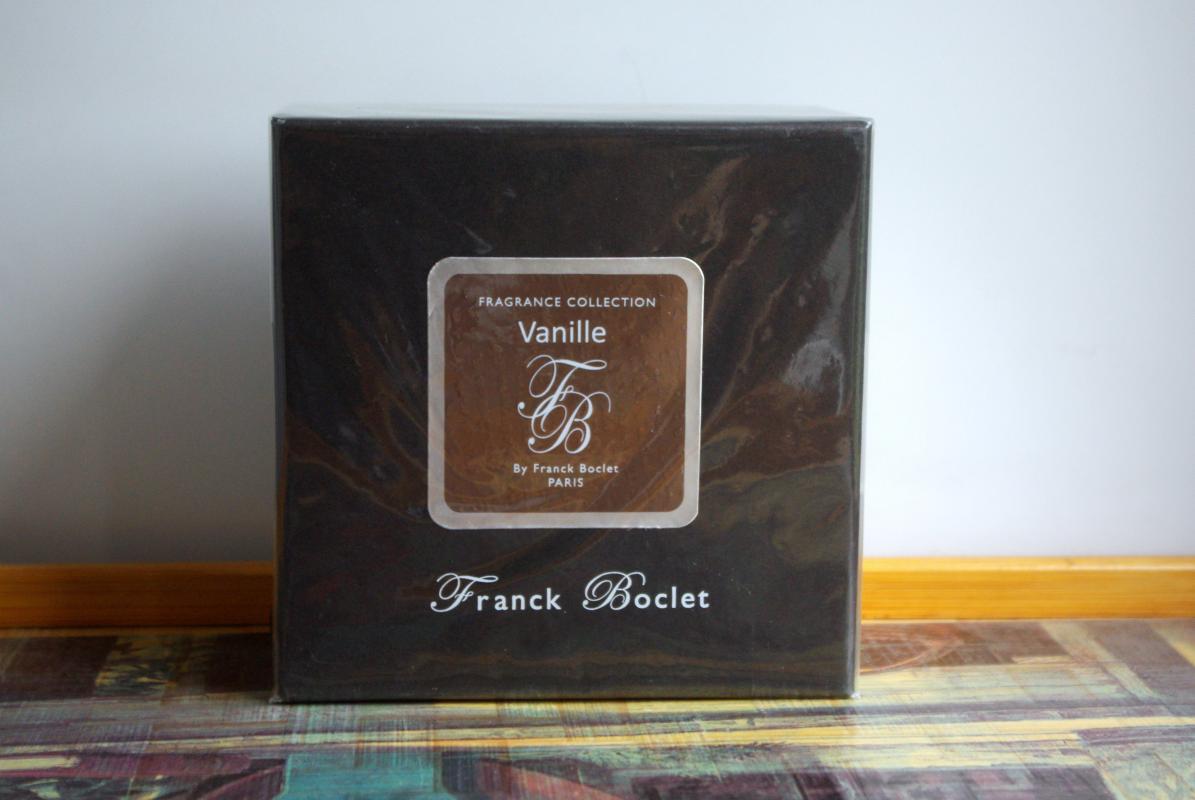 FRAGRANCE COLLECTION
Vanille
FB
By Franck Boclet
PARIS
Franck Boclet